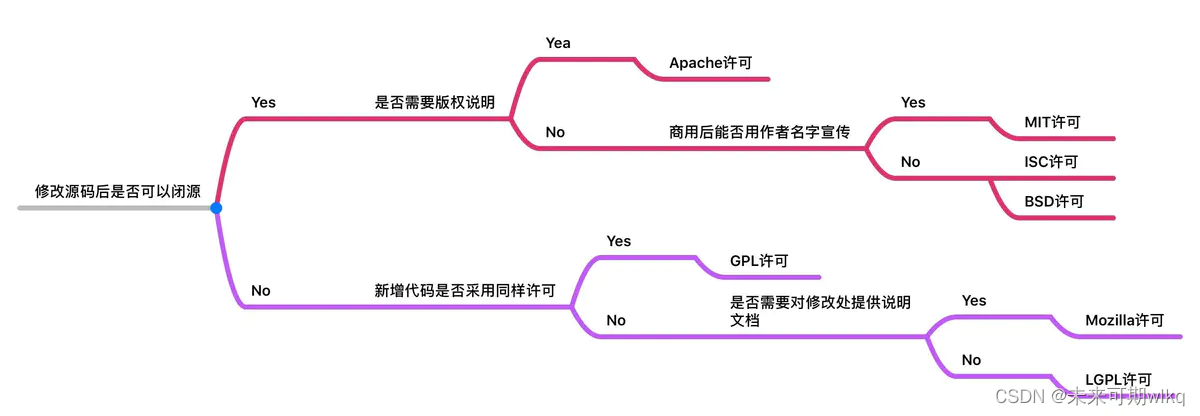 Yea
Apache许可
Yes
是否需要版权说明
Yes
MIT许可
No
商用后能否用作者名字宣传
No
ISC许可
修改源码后是否可以闭源
BSD许可
Yes
GPL许可
No
新增代码是否采用同样许可
是否需要对修改处提供说明
文档
Yes
No
Mozilla许可
No
LGPL许可
CSDN @未来可期wlkq